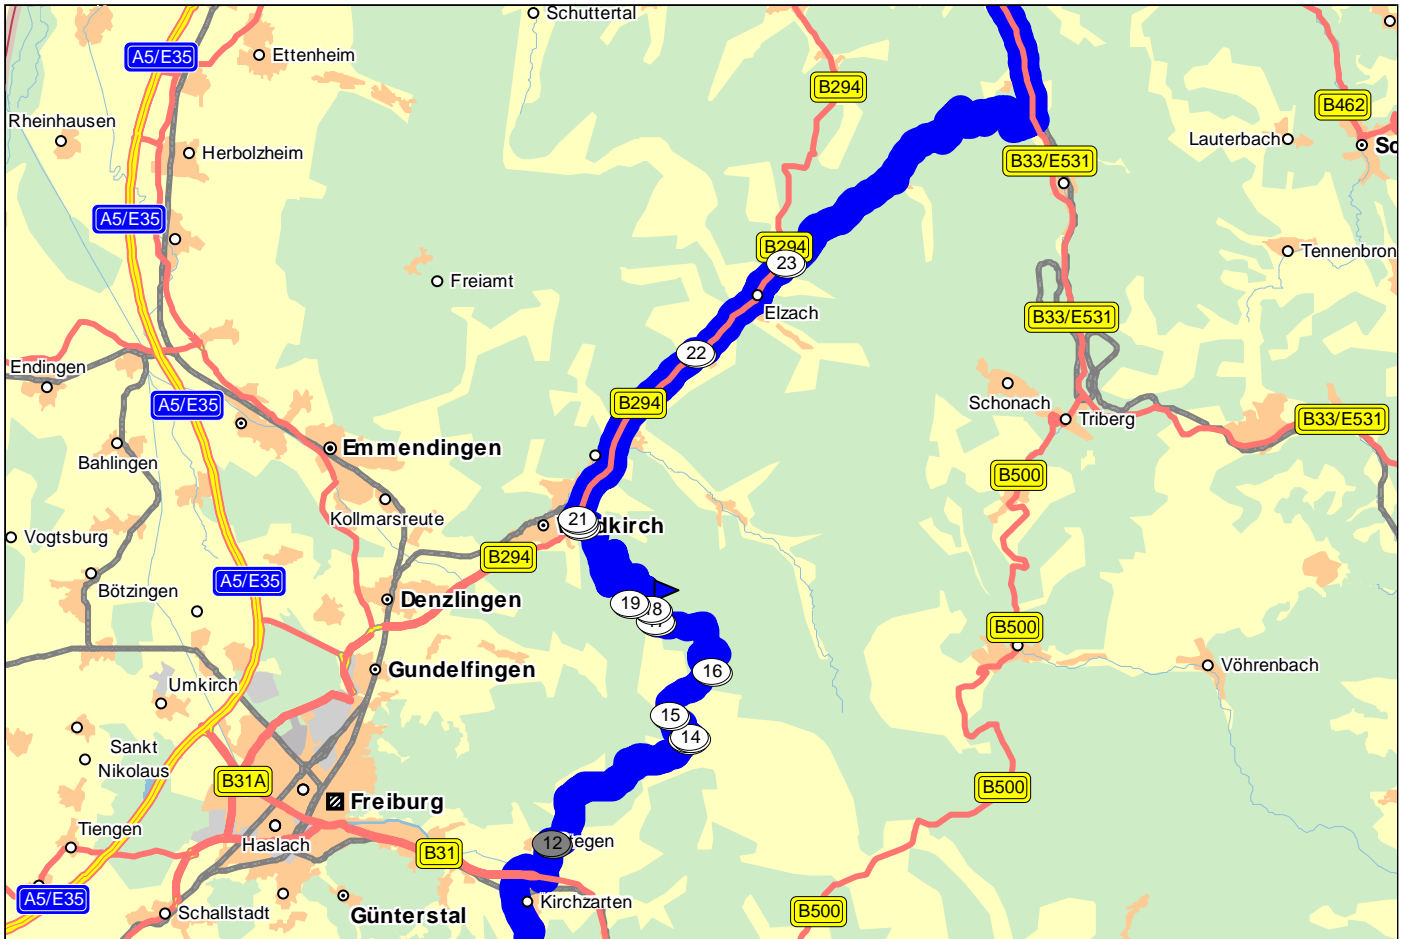 Schuttertal
A5/E35
Ettenheim
B294
B462
Rheinhausen
Lauterbach
Herbolzheim
B33/E531
A5/E35
B294
23
Tennenbron
Freiamt
Elzach
B33/E531
22
Endingen
Schonach
A5/E35
B294
Triberg
B33/E531
Emmendingen
Bahlingen
B500
Kollmarsreute
21
Vogtsburg
B294
A5/E35
Bötzingen
Denzlingen
19
B500
Gundelfingen
16
Vöhrenbach
Umkirch
15
14
Sankt
Nikolaus
B31A
B500
Freiburg
Tiengen
Haslach
12
B31
A5/E35
Kirchzarten
Schallstadt
Günterstal
B500